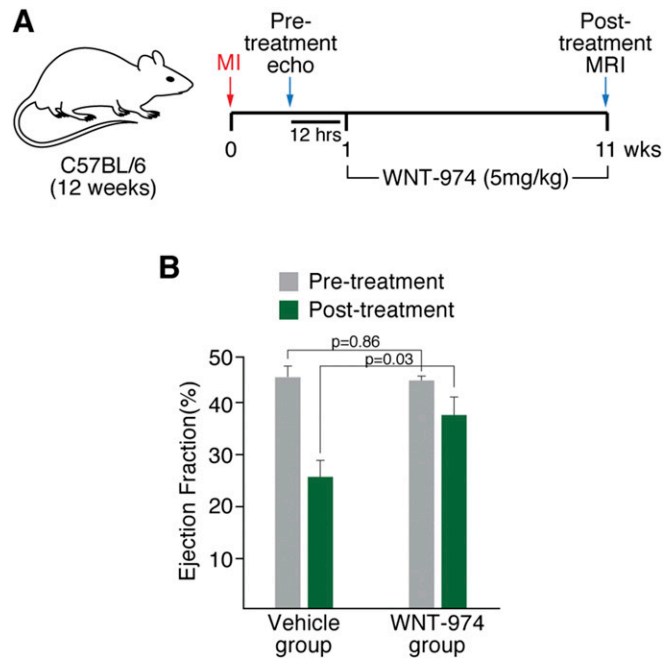 A
Pre-
treatment
echo
Post-
treatment
MRI
MI
12 hrs
0
1
11 wks
WNT-974 (5mg/kg)
C57BL/6
(12 weeks)
B
Pre-treatment
Post-treatment
p=0.86
p=0.03
Ejection Fraction(%)
50
40
30
20
10
Vehicle
group
WNT-974
group